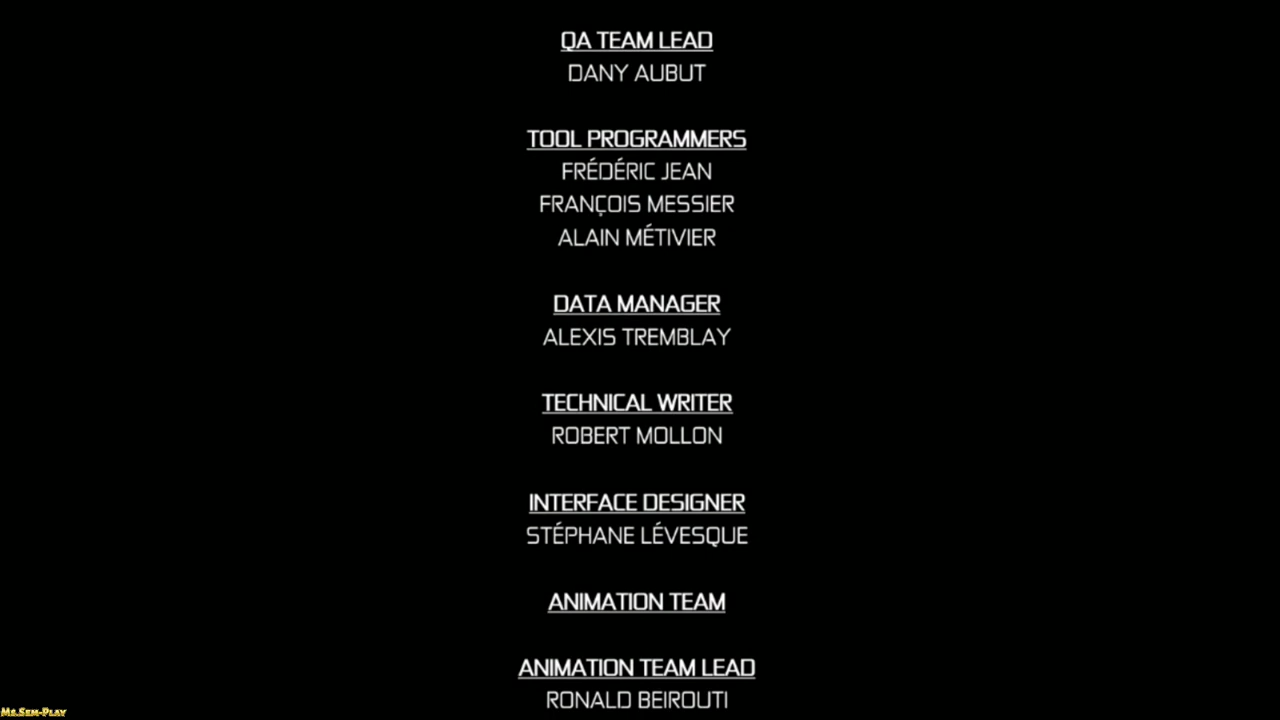 QA TEAM LEAD
DANY AUBUT
TOOL PROGRAMMERS
FRÉDÉRIC JEAN
FRANÇOIS MESSIER
ALAIN MÉTIVIER
DATA MANAGER
ALEXIS TREMBLAY
TECHNICAL WRITER
ROBERT MOLLON
INTERFACE DESIGNER
STÉPHANE LÉVESQUE
ANIMATION TEAM
ANIMATION TEAM LEAD
RONALD BEIROUTI
Ms.Sem-Play